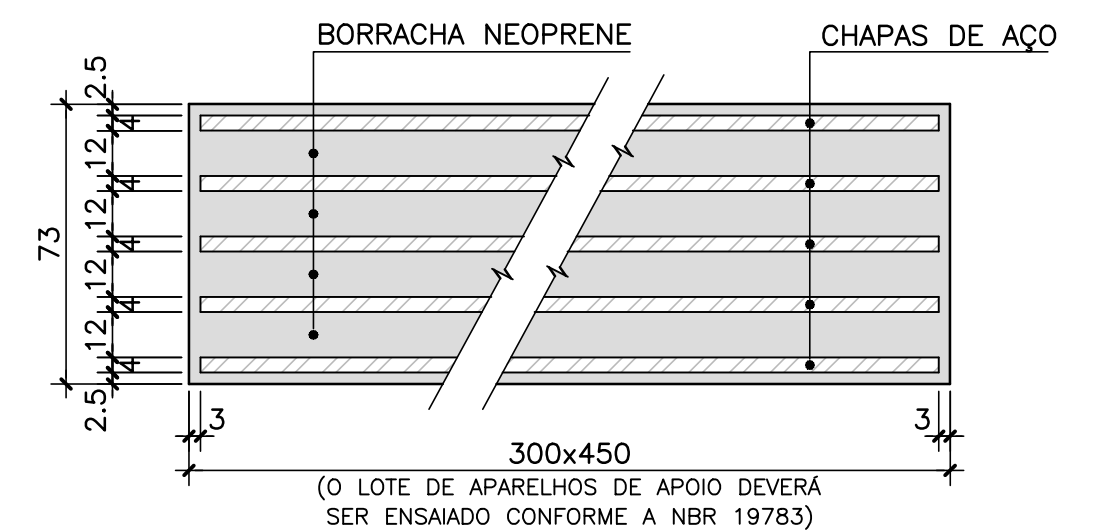 BORRACHA NEOPRENE
CHAPAS DE AÇO
2.5
4
12
4
12
4
12
4
12
4
2.5
73
3
3
300x450
(O LOTE DE APARELHOS DE APOIO DEVERÁ
SER ENSAIADO CONFORME A NBR 19783)